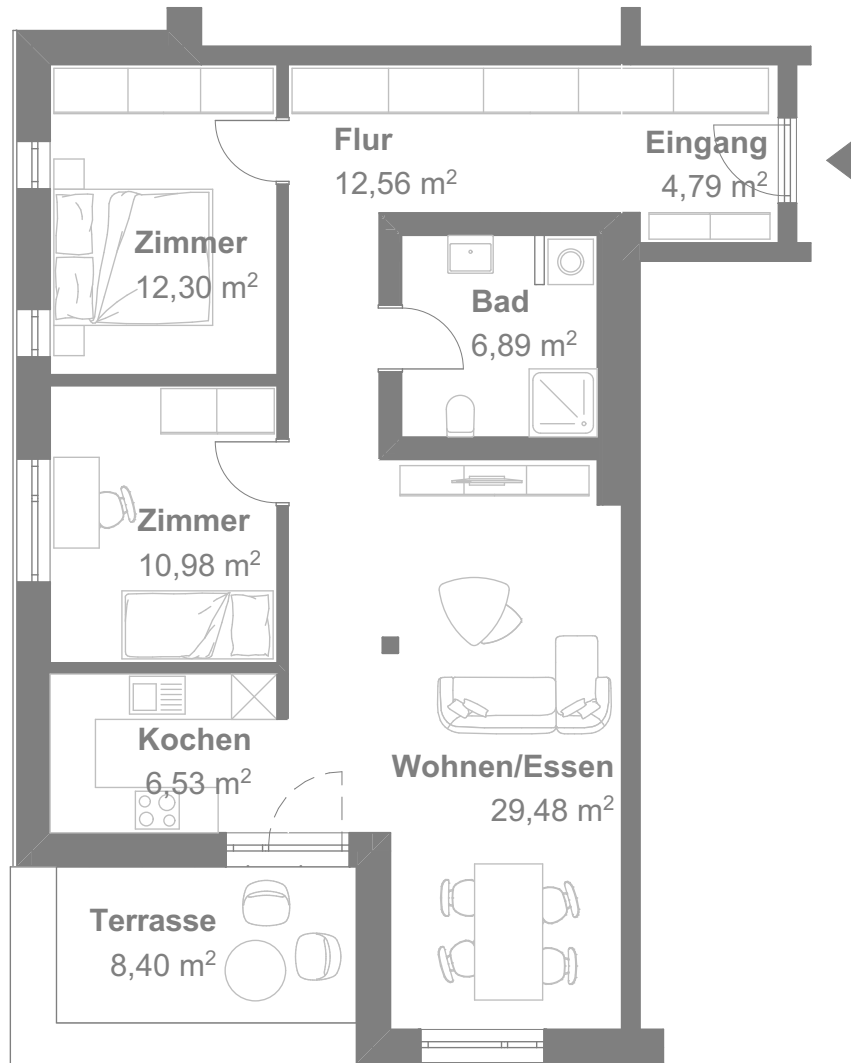 Flur
12,56 m²
Eingang
4,79 m²
Zimmer
12,30 m²
Bad
6,89 m²
Zimmer
10,98 m²
Kochen
6,53 m²
Wohnen/Essen
29,48 m²
Terrasse
8,40 m²